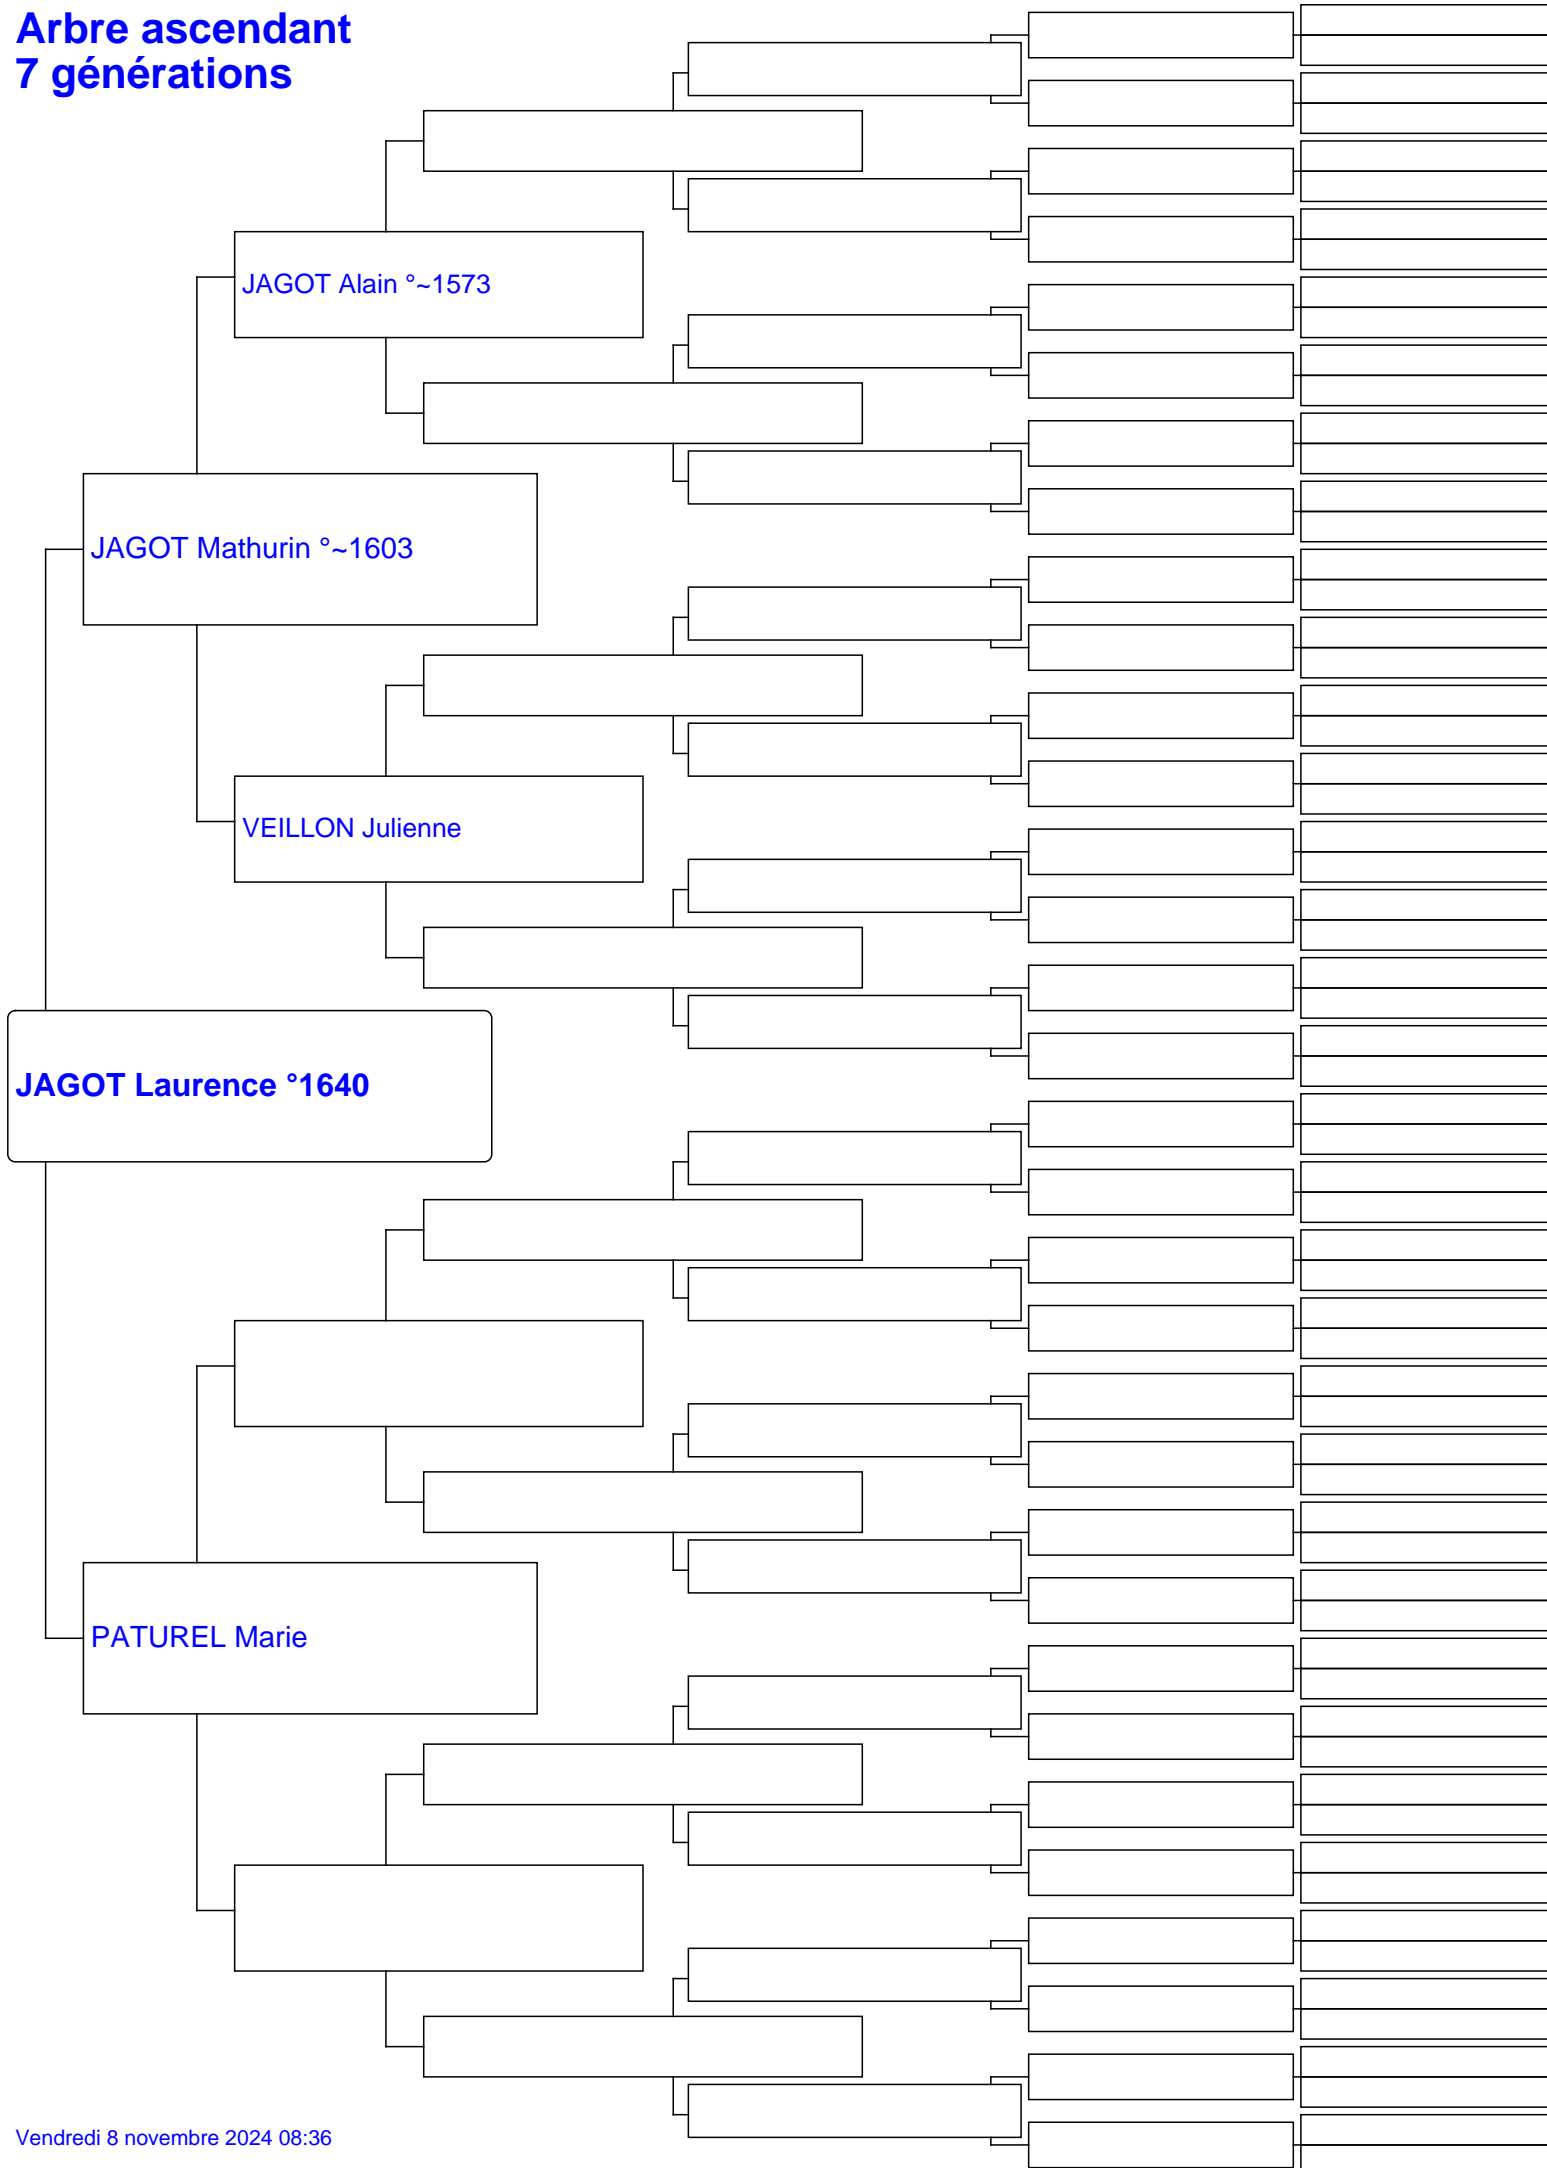 Arbre ascendant
7 générations
JAGOT Alain °~1573
JAGOT Mathurin °~1603
VEILLON Julienne
JAGOT Laurence °1640
PATUREL Marie
Vendredi 8 novembre 2024 08:36